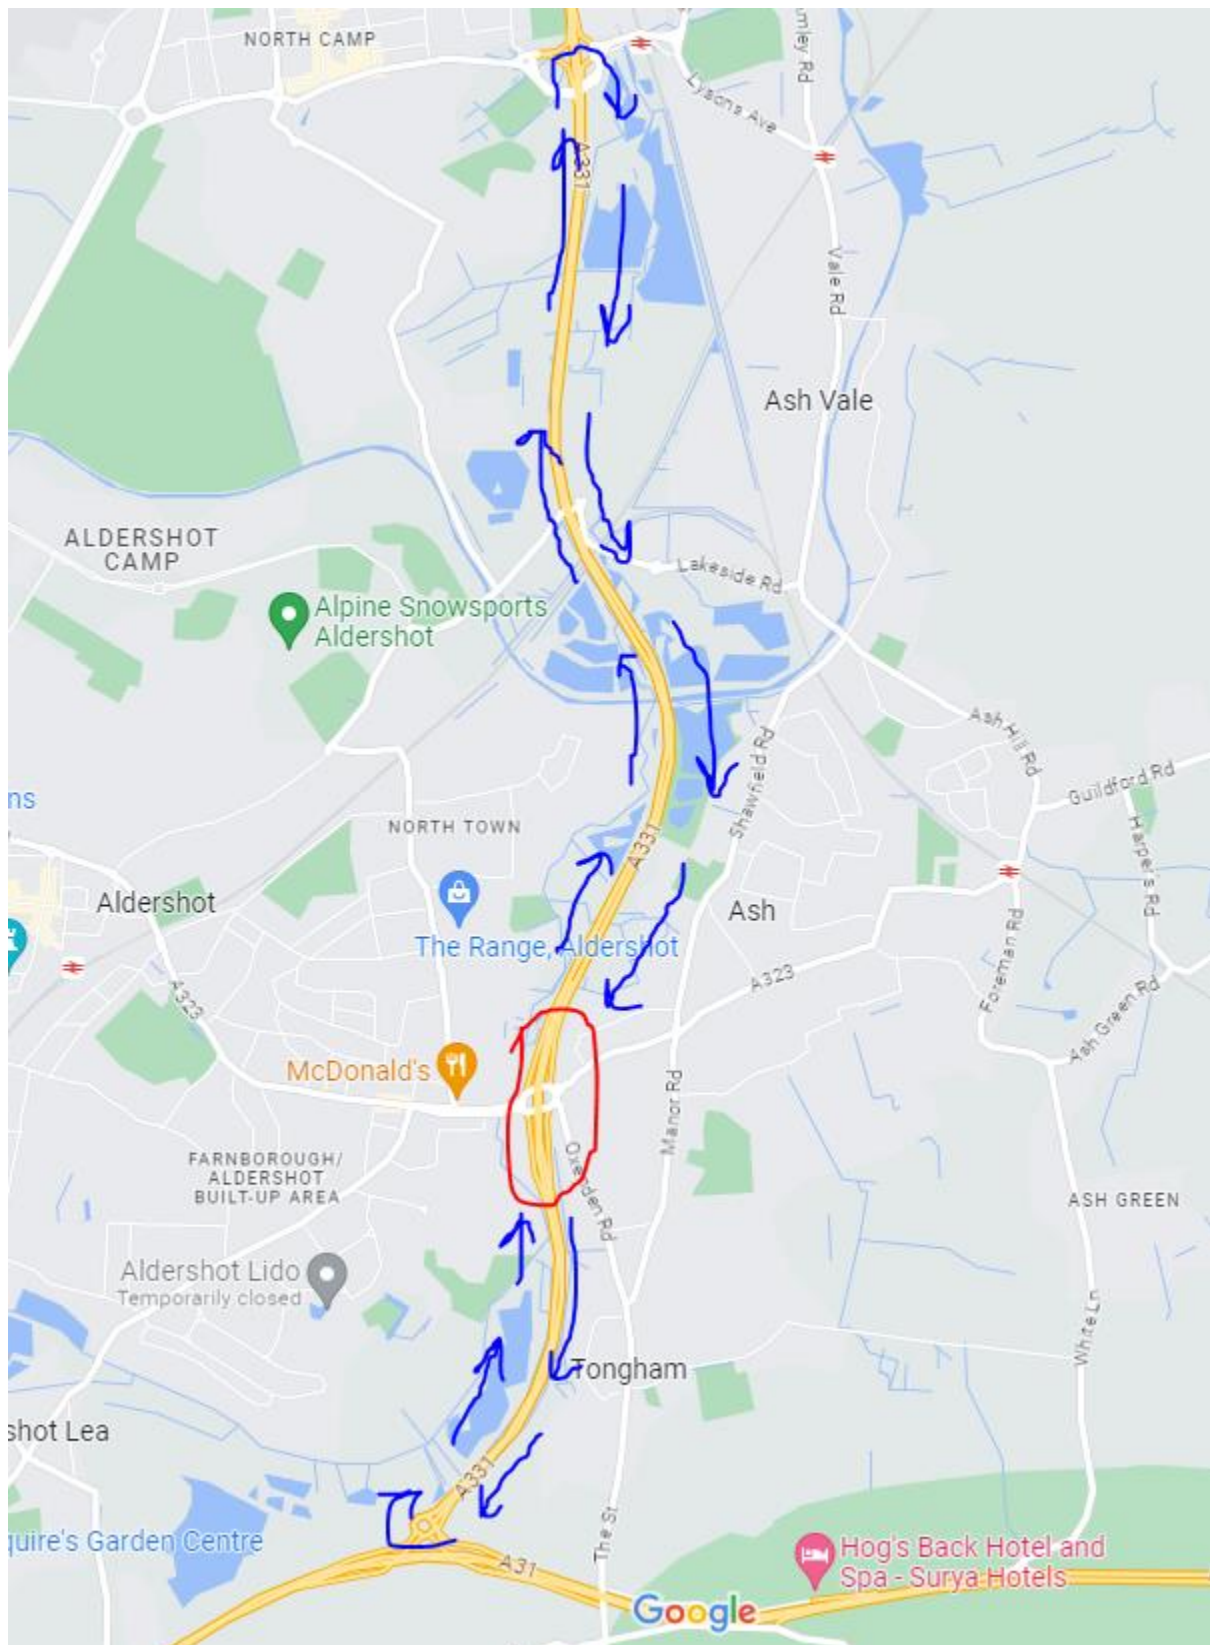 NORTH CAMP
mley Rd
Lysons Ave
A331
Vale Rd
Ash Vale
ALDERSHOT
CAMP
Lakeside Rd
Alpine Snowsports
Aldershot
Ash Hill Rd
Shawfield Rd
Guildford Rd
ns
NORTH TOWN
A331
Harpers Rd
Aldershot
Ash
The Range, Aldershot
Foreman Rd
A323
A323
Ash Green Rd
McDonald's
Manor Rd
Oxenden Rd
FARNBOROUGH/
ALDERSHOT
BUILT-UP AREA
ASH GREEN
Aldershot Lido
Temporarily closed
White Ln
Tongham
shot Lea
A331
The St
quire's Garden Centre
A31
Hog's Back Hotel and
Spa - Surya Hotels
Google